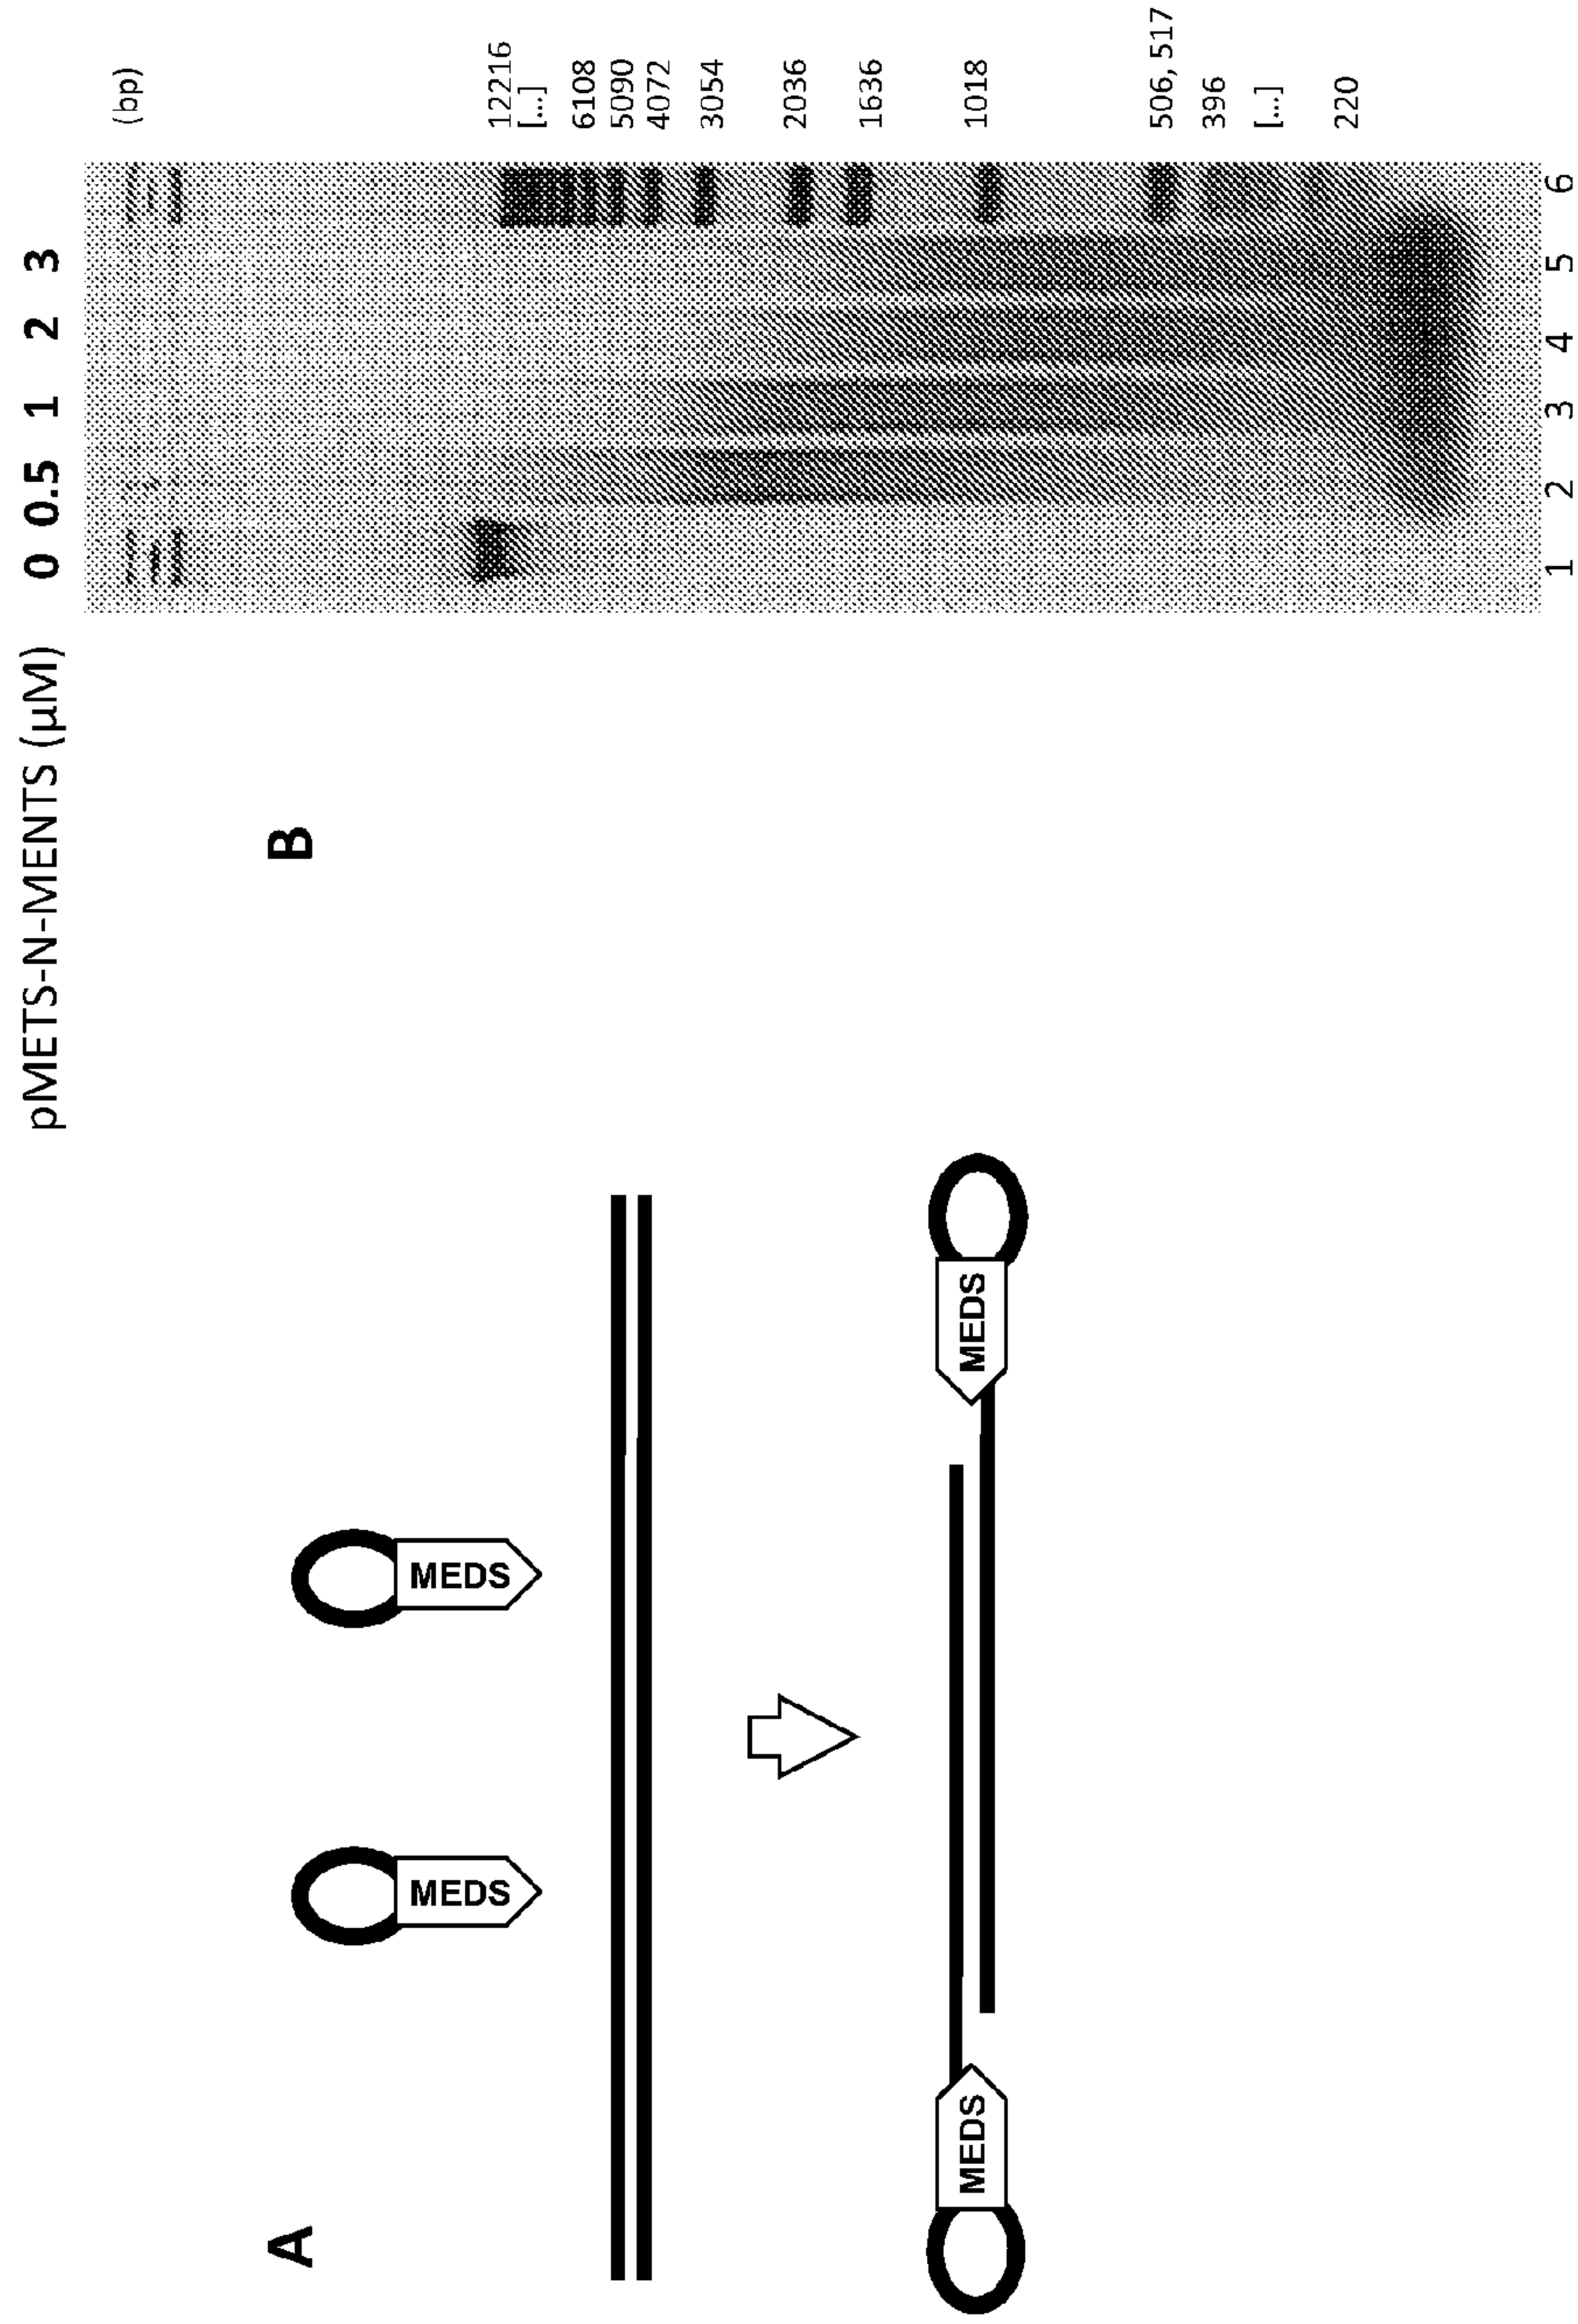 A
MEDS
MEDS
MEDS
MEDS
B
pMETS-N-MENTS (µM) 0 0.5 1 2 3
(bp)
12216
[...]
6108
5090
4072
3054
2036
1636
1018
506, 517
396
[...]
220
1 2 3 4 5 6